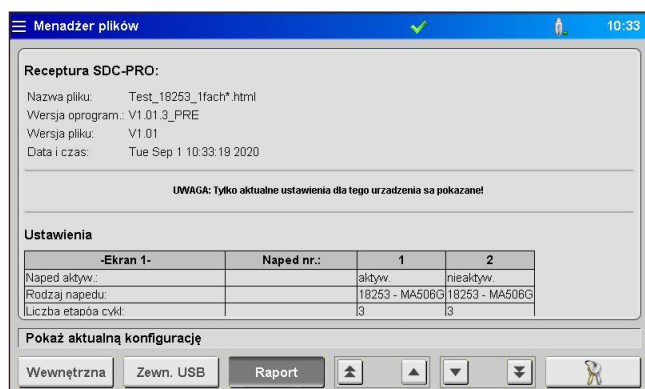 Menadżer plików 10:33
Receptura SDC-PRO:
Nazwa pliku: Test_18253_1fach*.html
Wersja oprogram.: V1.01.3_PRE
Wersja pliku: V1.01
Data i czas: Tue Sep 1 10:33:19 2020
UWAGA: Tylko aktualne ustawienia dla tego urzadzenia sa pokazane!
Ustawienia
-Ekran 1- Naped nr.: 1 2
Naped aktyw.: aktyw. nieaktyw.
Rodzaj napedu: 18253 - MA506G 18253 - MA506G
Liczba etapóa cykl: 3 3
Pokaż aktualną konfigurację
Wewnętrzna Zewn. USB Raport